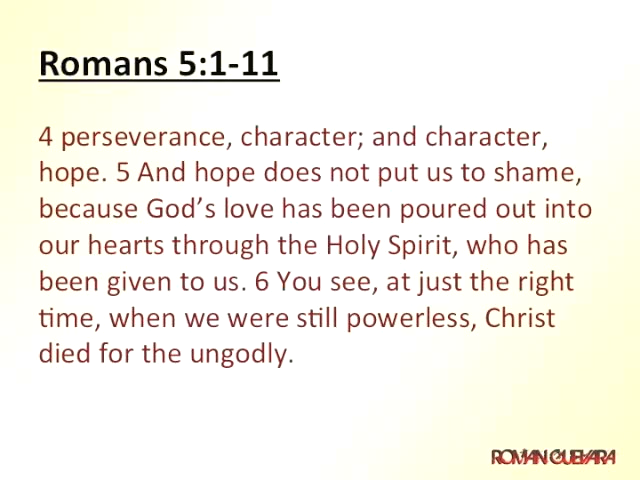 Romans 5:1-11
4 perseverance, character; and character,
hope. 5 And hope does not put us to shame,
because God’s love has been poured out into
our hearts through the Holy Spirit, who has
been given to us. 6 You see, at just the right
time, when we were still powerless, Christ
died for the ungodly.
ROMAN GUEVARA